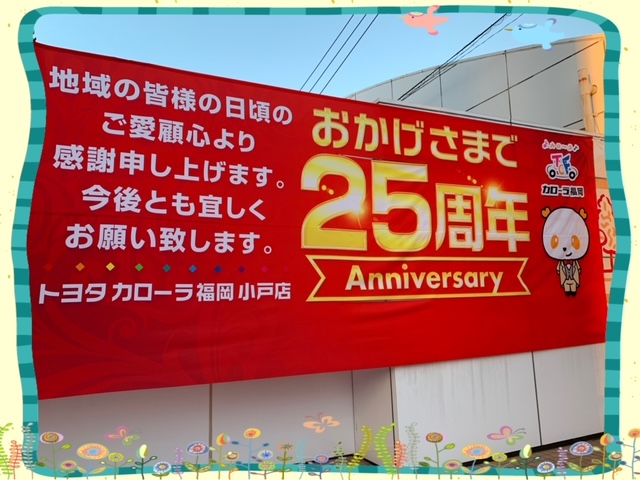 地域の皆様の日頃の
ご愛顧心より
感謝申し上げます。
今後とも宜しく
お願い致します。
トヨタ カローラ福岡 小戸店
おかげさまで
25周年
Anniversary
カローラ福岡